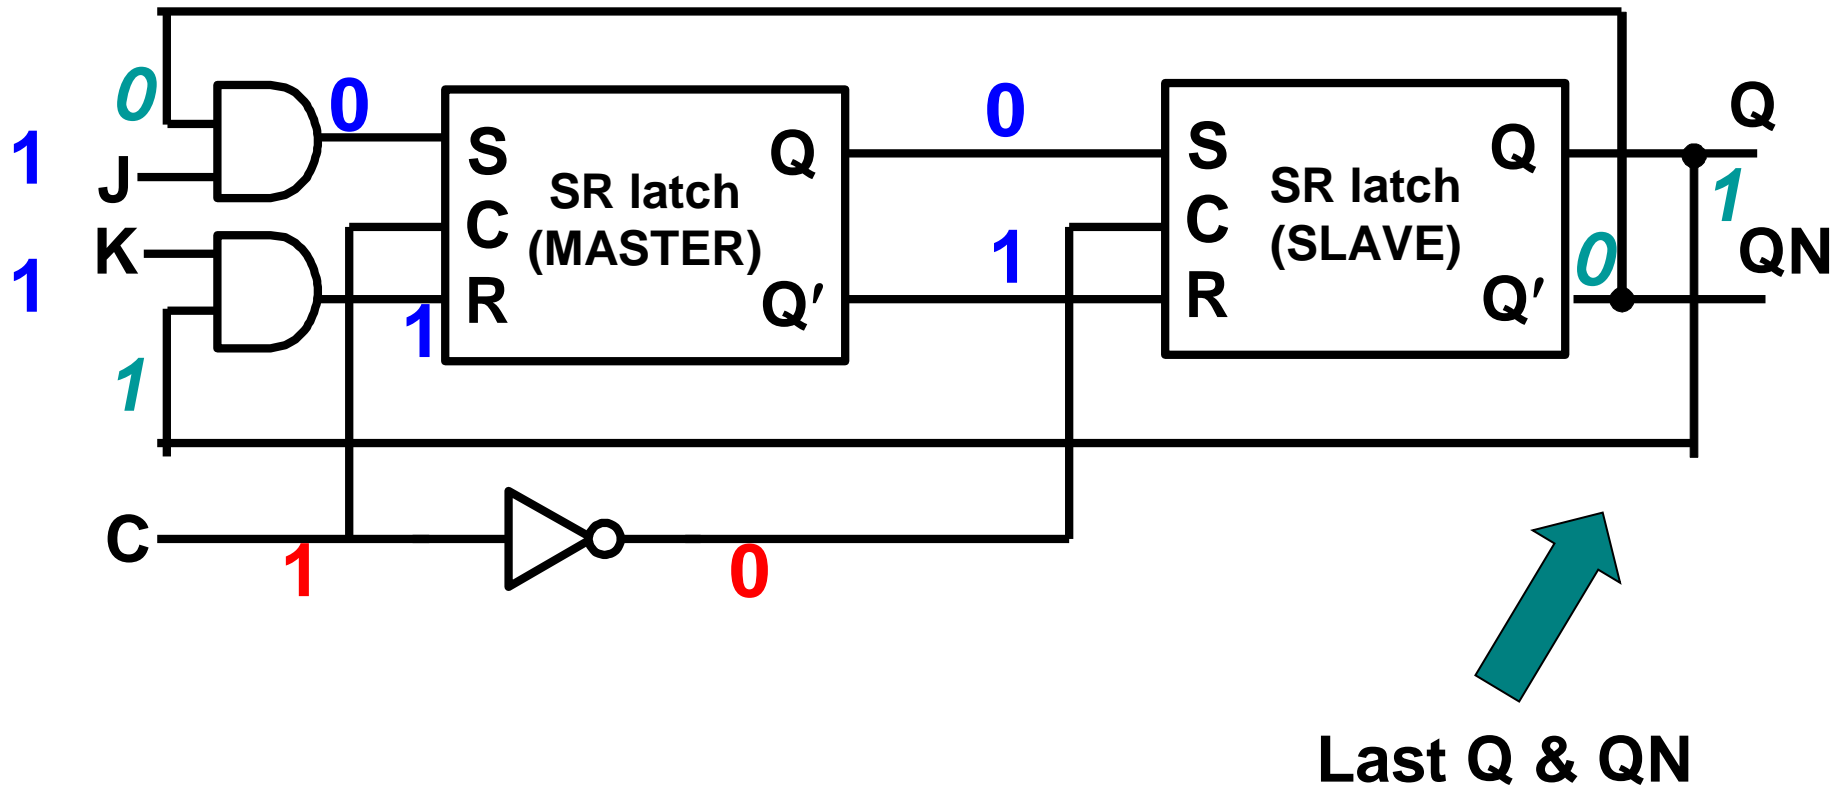 0
0
0
Q
1
J
S
Q
S
Q
SR latch
(MASTER)
SR latch
(SLAVE)
1
C
C
K
1
0
QN
1
R
Q′
R
Q′
1
1
C
1
0
Last Q & QN